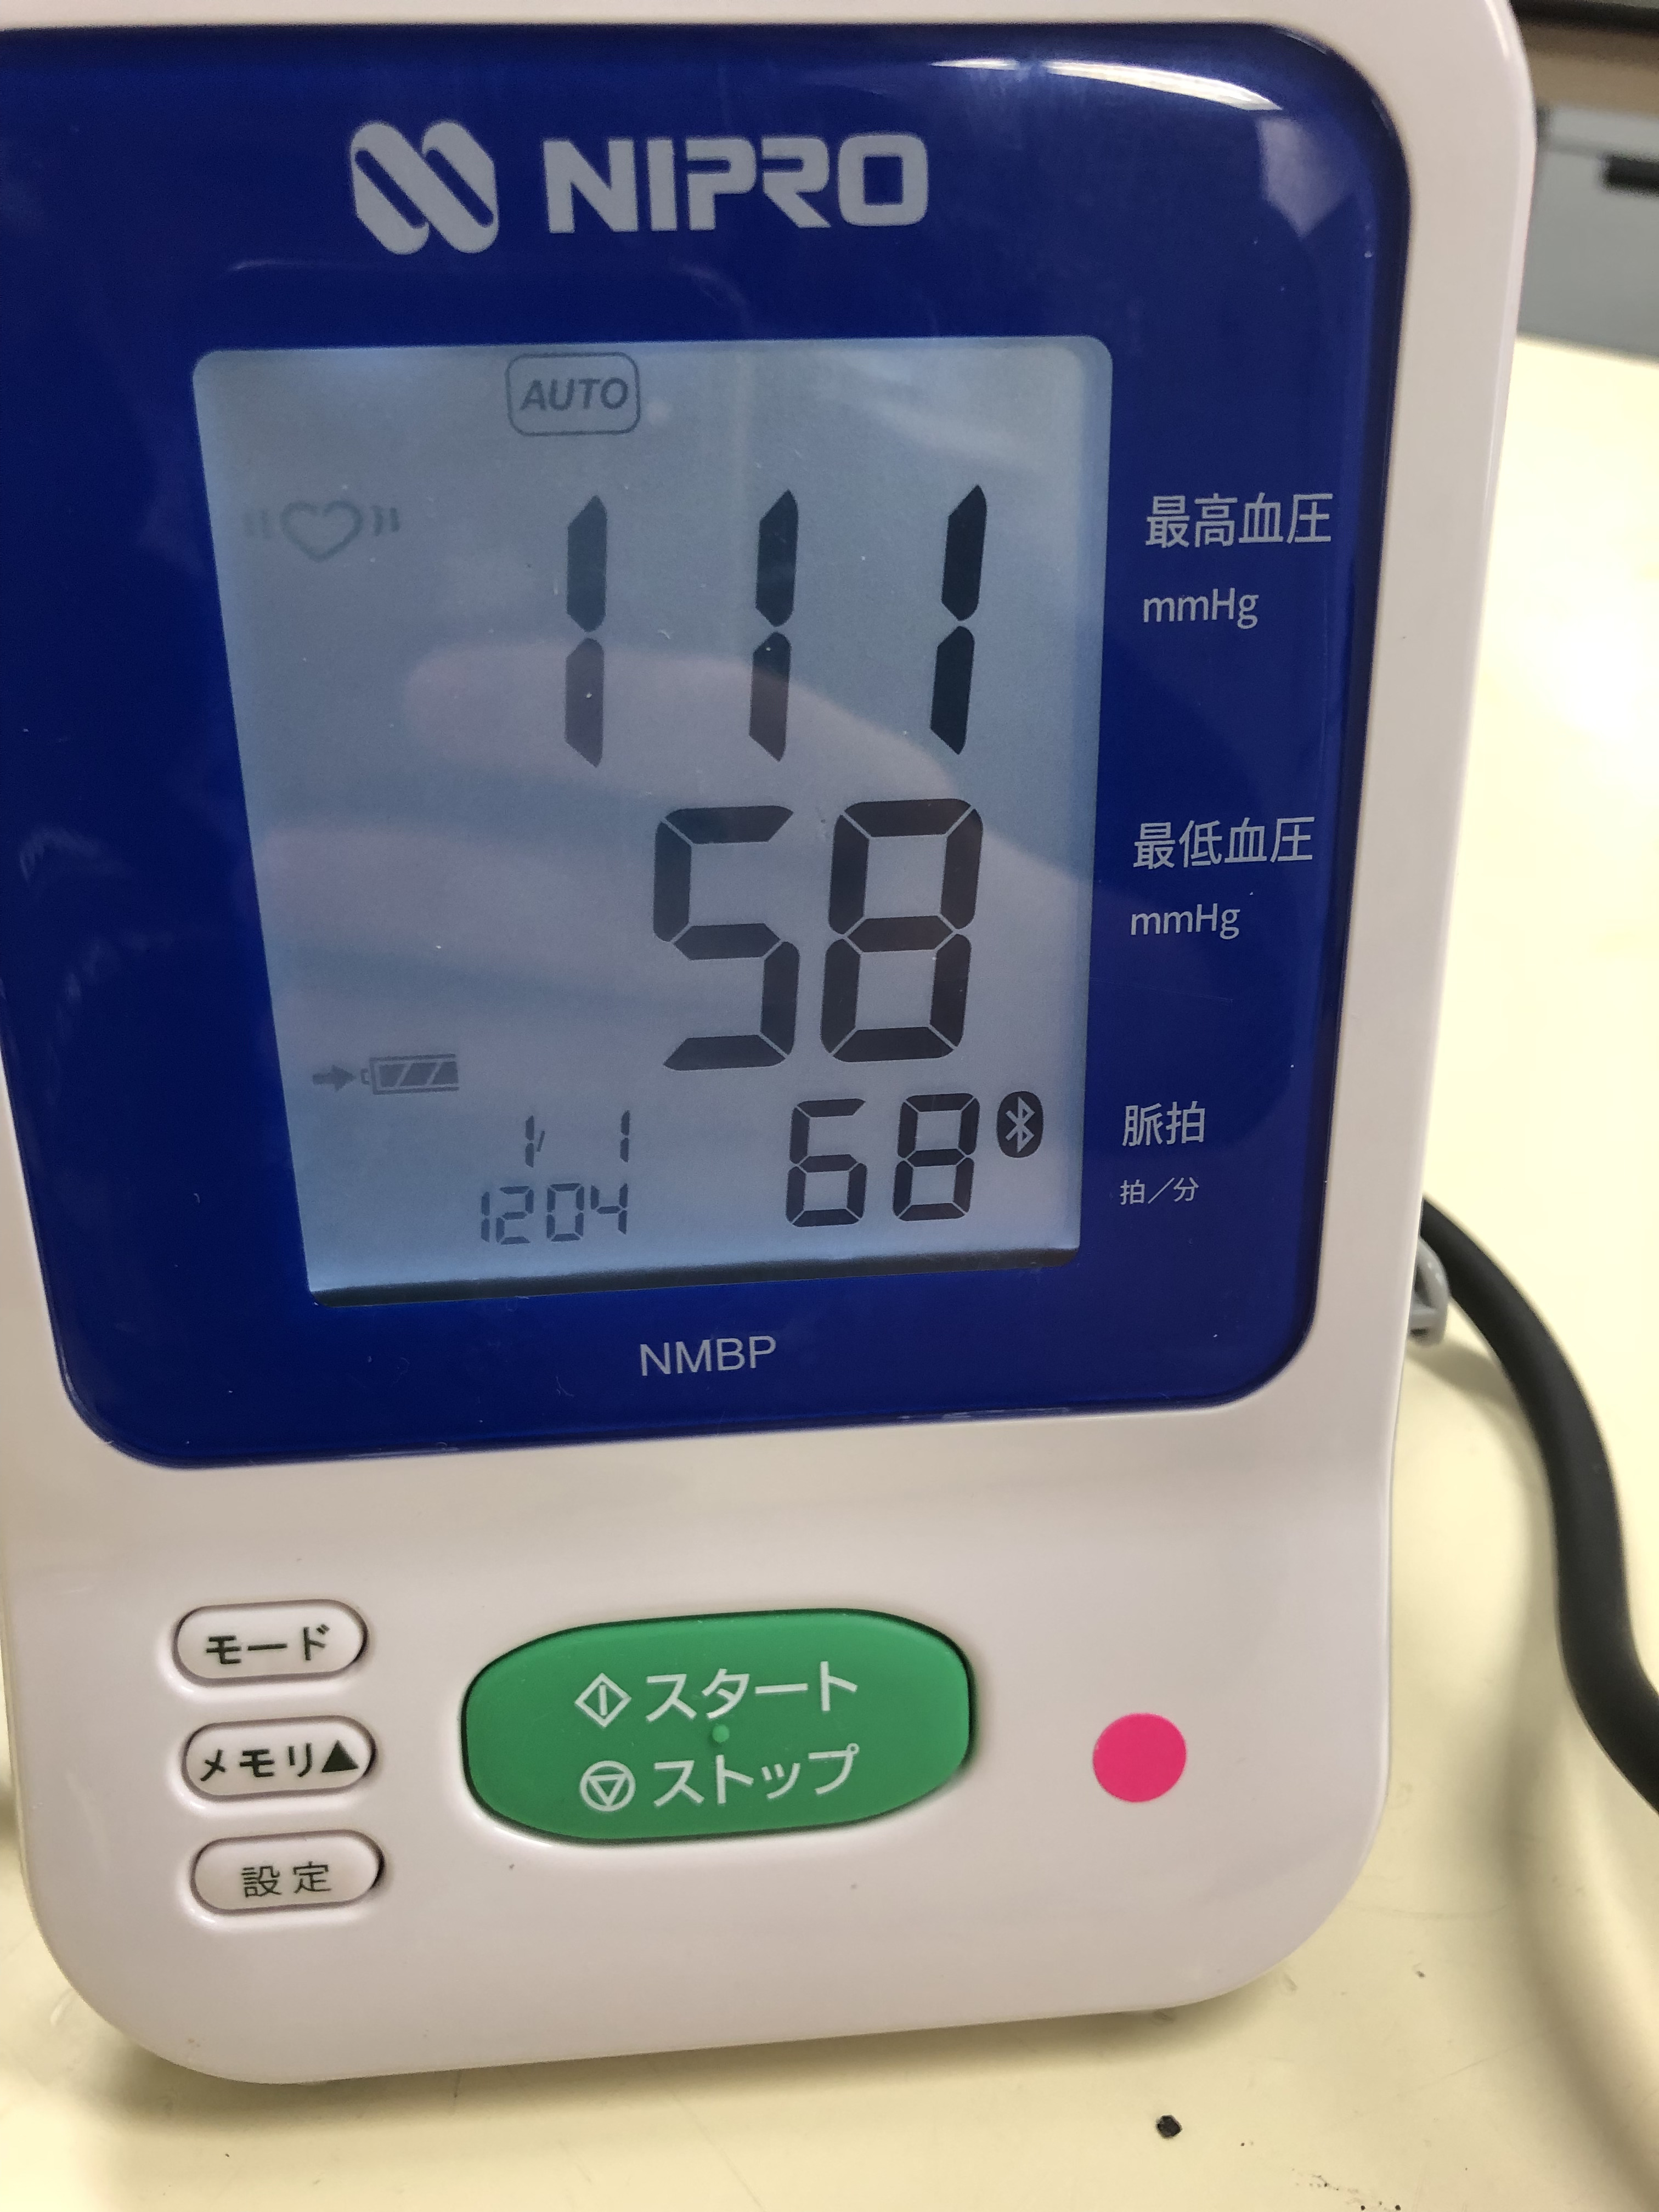 NIPRO
AUTO
111
最高血圧
mmHg
58
最低血圧
mmHg
1/ 1
1204
68
脈拍
拍/分
NMBP
モード
メモリ▲
設定
スタート
ストップ